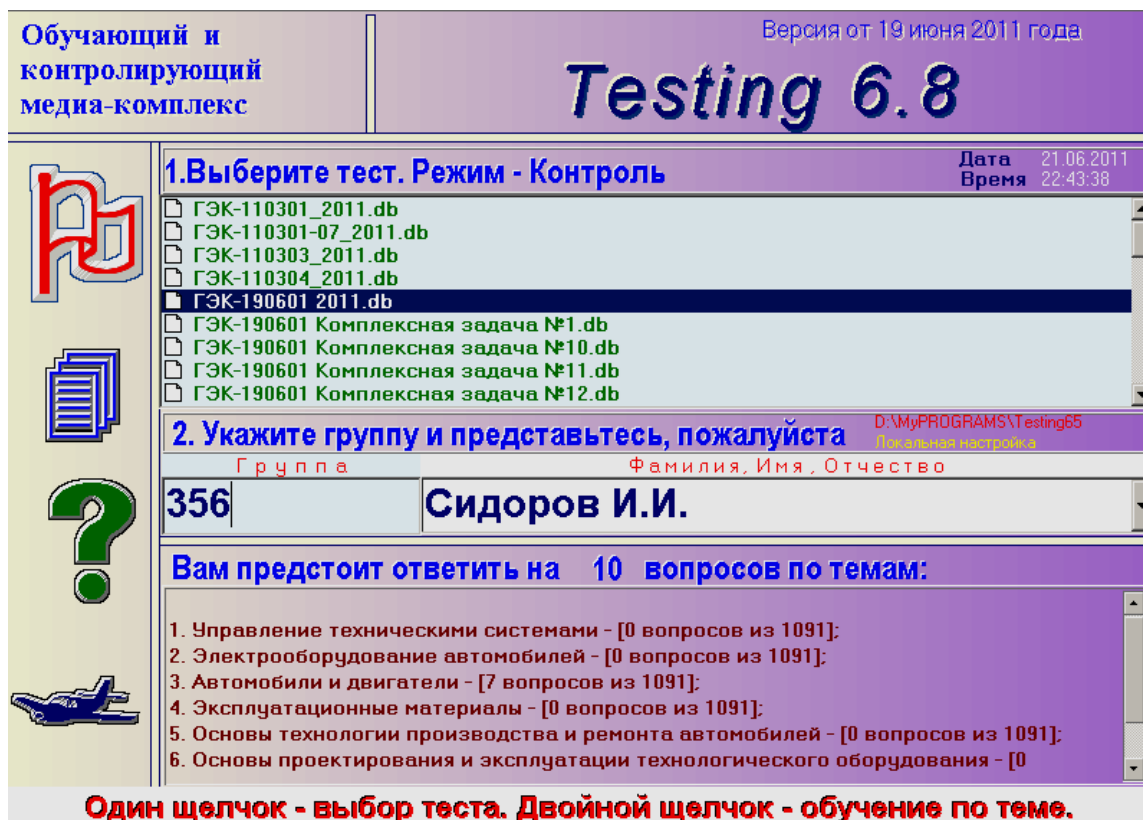 Обучающий и
контролирующий
медиа-комплекс
Версия от 19 июня 2011 года
Testing 6.8
1.Выберите тест. Режим - Контроль
Дата 21.06.2011
Время 22:43:38
ГЭК-110301_2011.db
ГЭК-110301-07_2011.db
ГЭК-110303_2011.db
ГЭК-110304_2011.db
ГЭК-190601 2011.db
ГЭК-190601 Комплексная задача №1.db
ГЭК-190601 Комплексная задача №10.db
ГЭК-190601 Комплексная задача №11.db
ГЭК-190601 Комплексная задача №12.db
2. Укажите группу и представьтесь, пожалуйста
D:\MyPROGRAMS\Testing65
Локальная настройка
Группа Фамилия, Имя, Отчество
356 Сидоров И.И.
Вам предстоит ответить на 10 вопросов по темам:
1. Управление техническими системами - [0 вопросов из 1091];
2. Электрооборудование автомобилей - [0 вопросов из 1091];
3. Автомобили и двигатели - [7 вопросов из 1091];
4. Эксплуатационные материалы - [0 вопросов из 1091];
5. Основы технологии производства и ремонта автомобилей - [0 вопросов из 1091];
6. Основы проектирования и эксплуатации технологического оборудования - [0
Один щелчок - выбор теста. Двойной щелчок - обучение по теме.